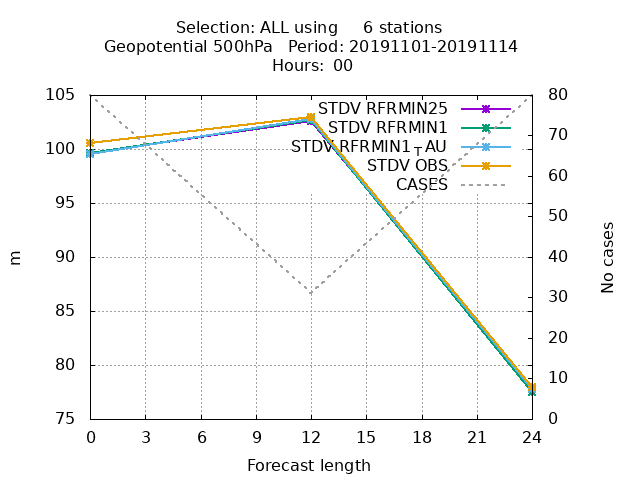 Selection: ALL using 6 stations
Geopotential 500hPa Period: 20191101-20191114
Hours: 00
105
100
95
90
85
80
75
m
80
70
60
50
40
30
20
10
0
No cases
STDV RFRMIN25
STDV RFRMIN1
STDV RFRMIN1TAU
STDV OBS
CASES
0 3 6 9 12 15 18 21 24
Forecast length